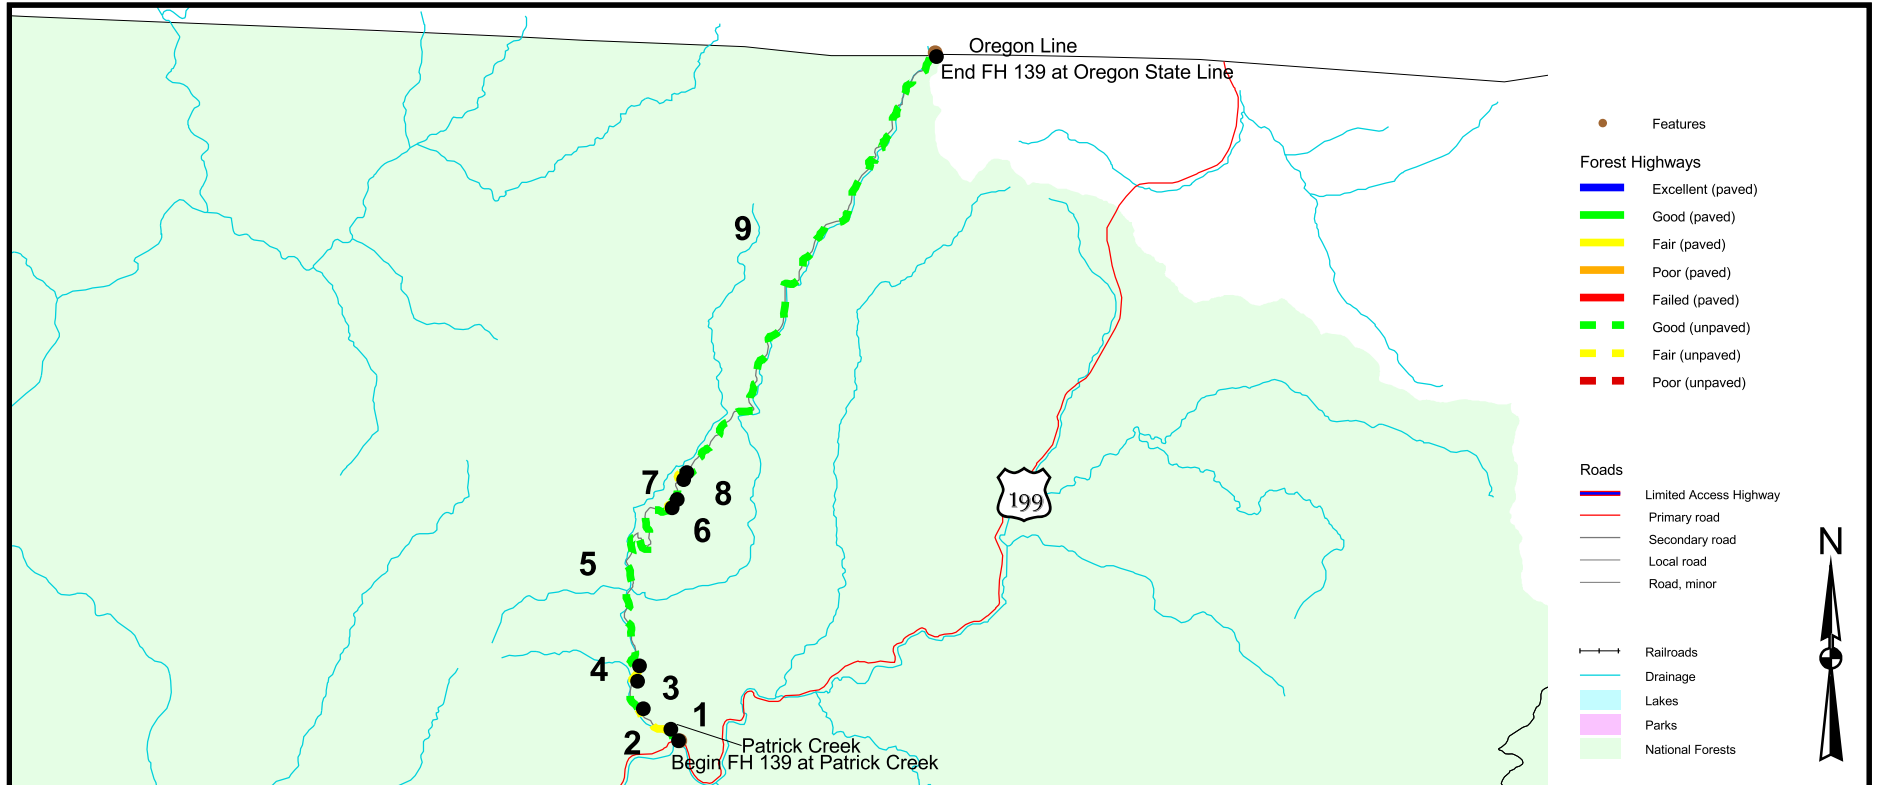 Oregon Line
End FH 139 at Oregon State Line
9
7
8
6
5
4
3
1
2
Patrick Creek
Begin FH 139 at Patrick Creek
199
Features
Forest Highways
Excellent (paved)
Good (paved)
Fair (paved)
Poor (paved)
Failed (paved)
Good (unpaved)
Fair (unpaved)
Poor (unpaved)
Roads
Limited Access Highway
Primary road
Secondary road
Local road
Road, minor
Railroads
Drainage
Lakes
Parks
National Forests
N